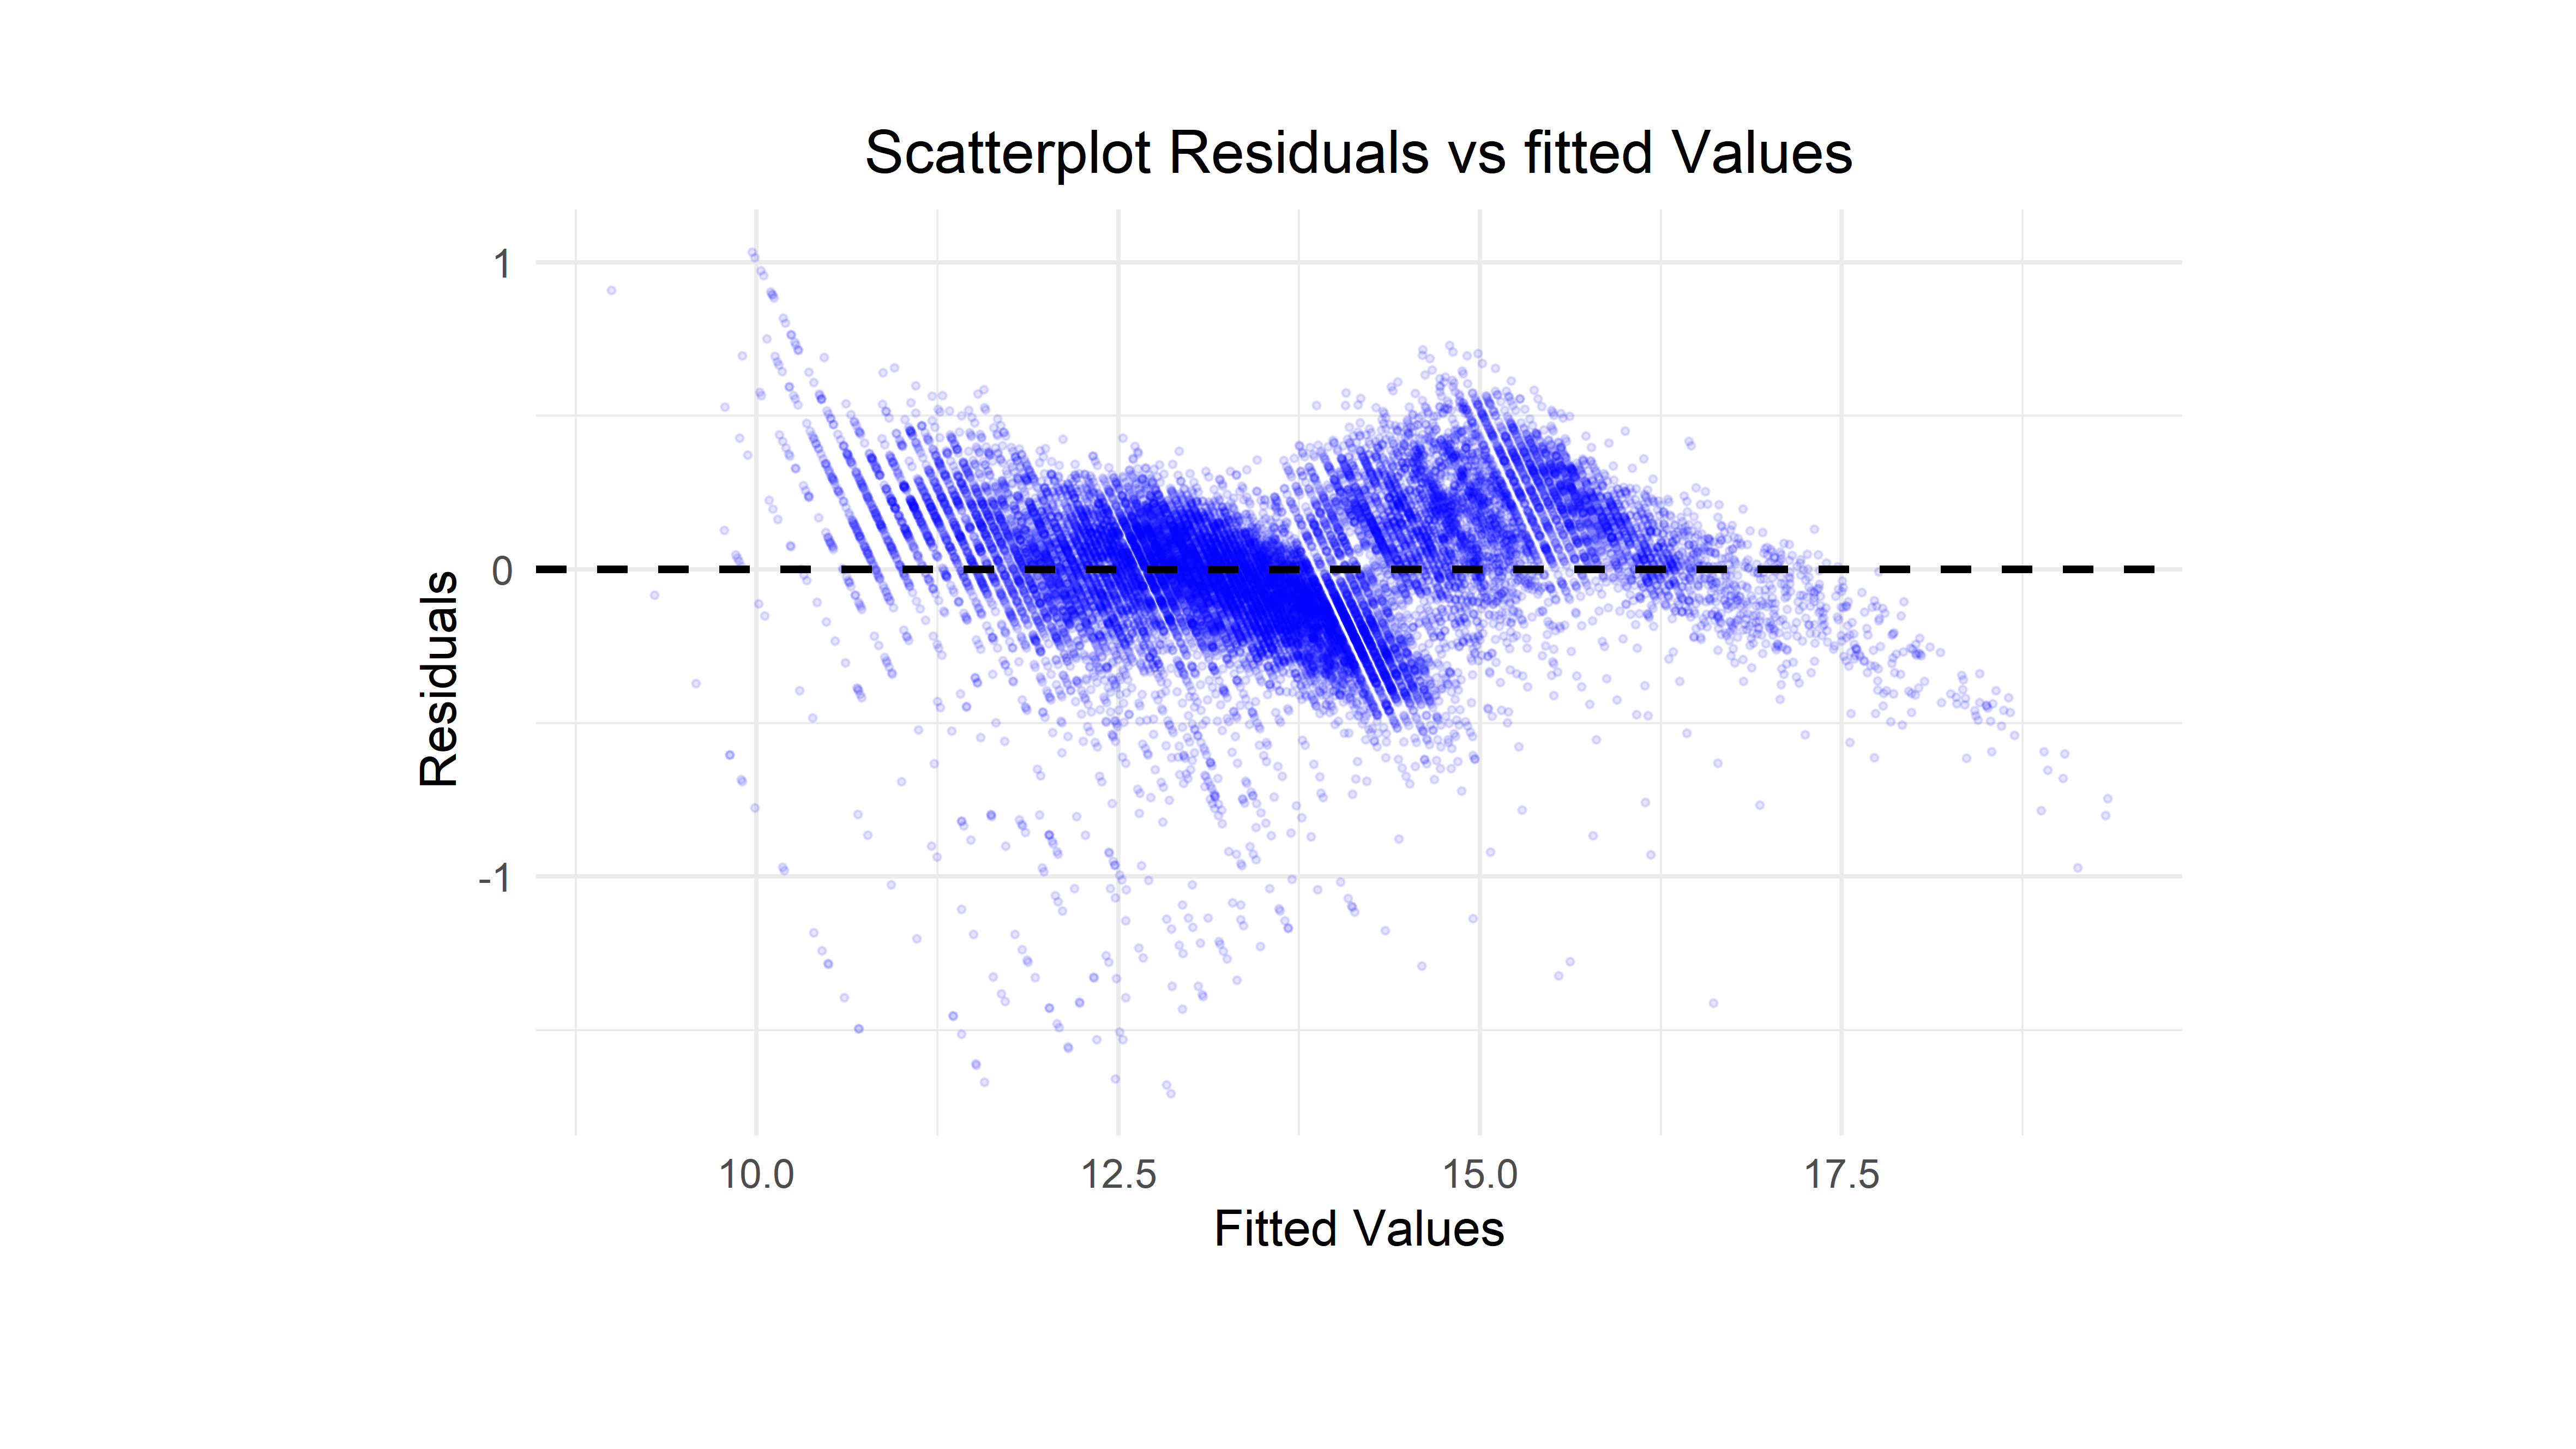 Scatterplot Residuals vs fitted Values
1
0
-1
Residuals
10.0 12.5 15.0 17.5
Fitted Values